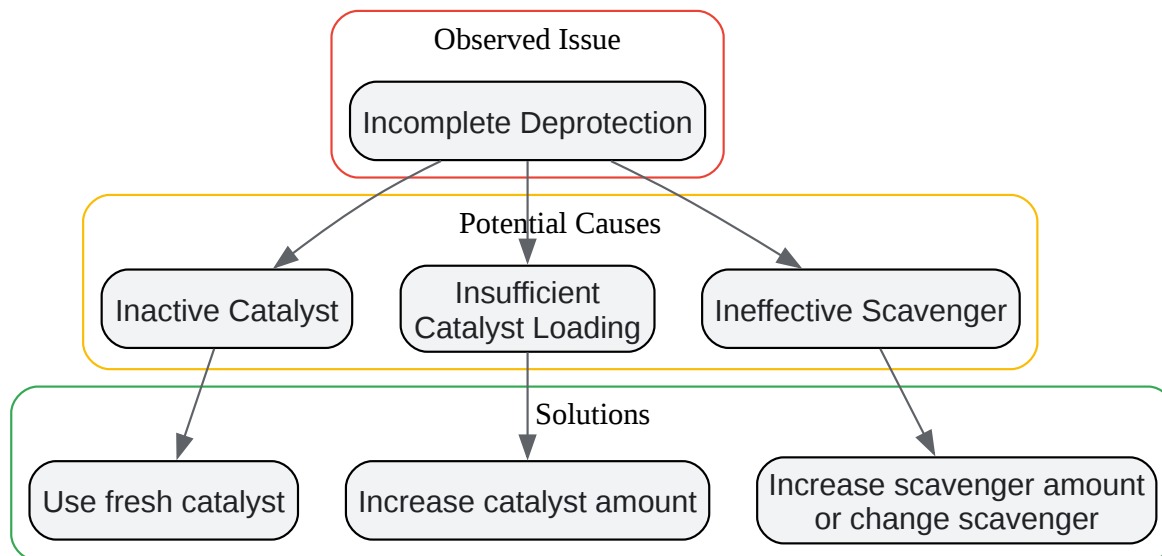 Observed Issue
Incomplete Deprotection
Potential Causes
Inactive Catalyst
Insufficient
Catalyst Loading
Ineffective Scavenger
Solutions
Use fresh catalyst
Increase catalyst amount
Increase scavenger amount
or change scavenger